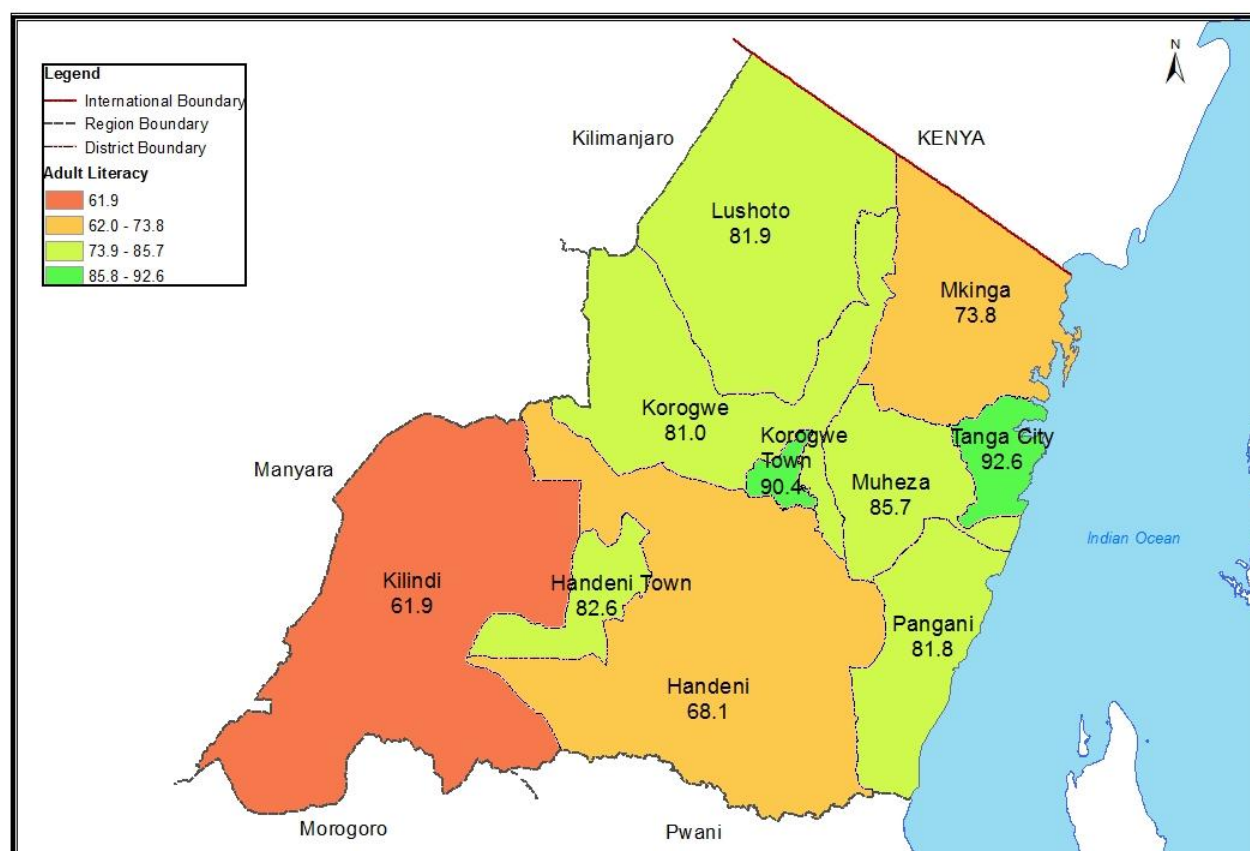 N
Legend
International Boundary
Region Boundary
District Boundary
Adult Literacy
61.9
62.0 - 73.8
73.9 - 85.7
85.8 - 92.6
Kilimanjaro
KENYA
Lushoto
81.9
Mkinga
73.8
Korogwe
81.0
Korogwe
Town
90.4
Tanga City
92.6
Manyara
Muheza
85.7
Indian Ocean
Kilindi
61.9
Handeni Town
82.6
Pangani
81.8
Handeni
68.1
Morogoro
Pwani